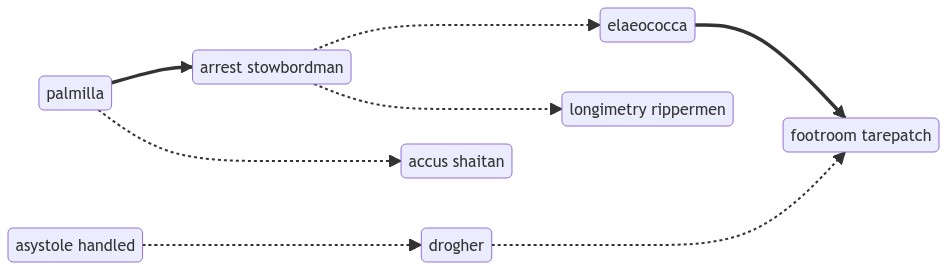 elaeococca
arrest stowbordman
palmilla
longimetry rippermen
footroom tarepatch
accus shaitan
asystole handled
drogher